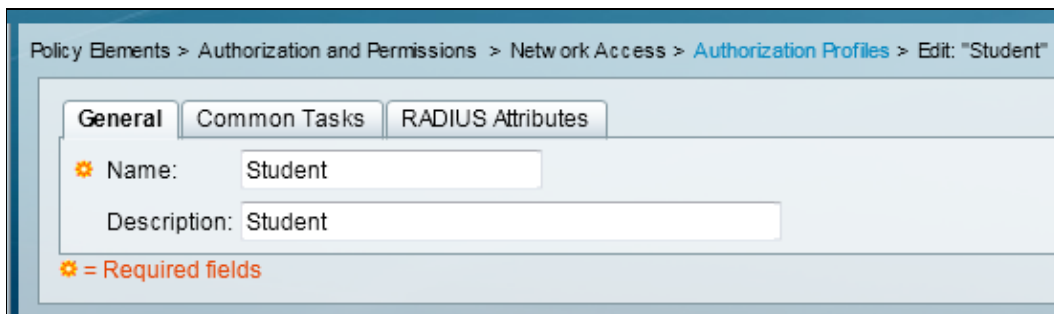 Policy Elements > Authorization and Permissions > Network Access > Authorization Profiles > Edit: "Student"
General Common Tasks RADIUS Attributes
Name: Student
Description: Student
= Required fields